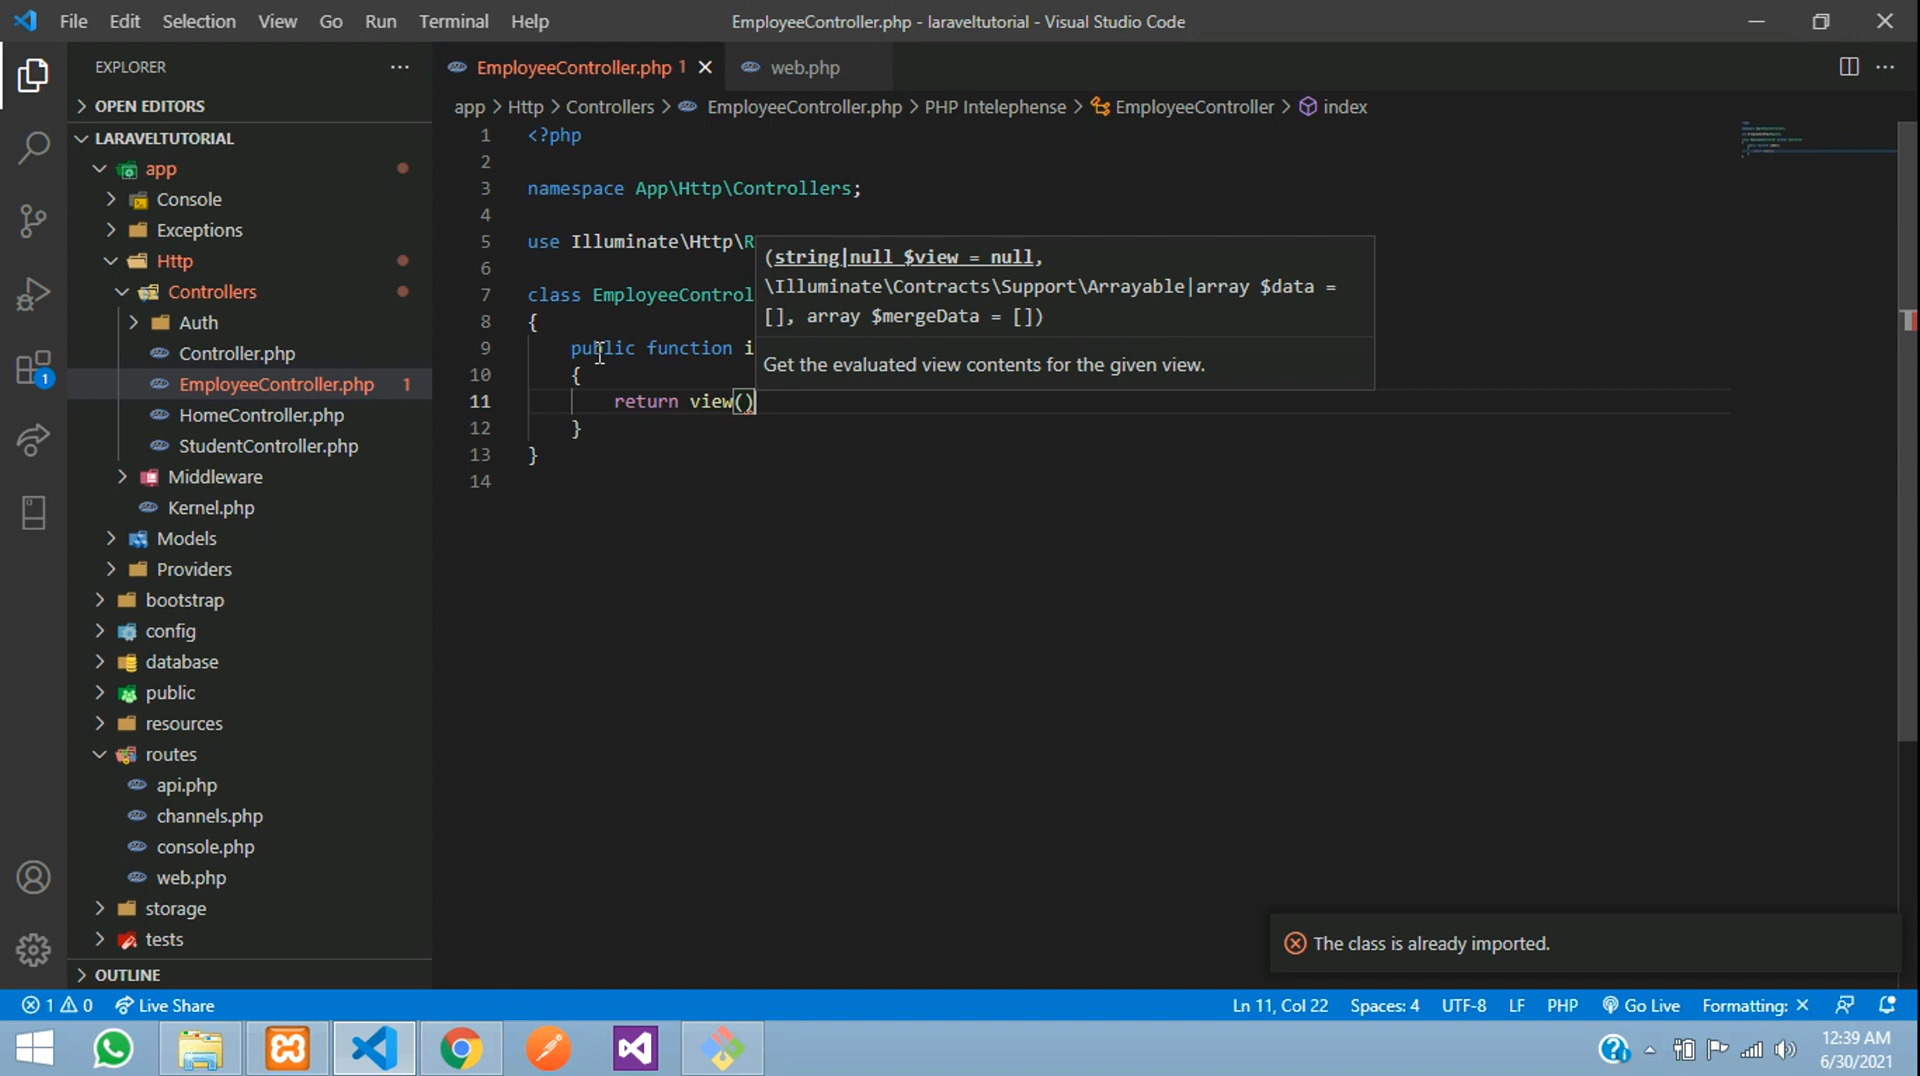 File Edit Selection View Go Run Terminal Help EmployeeController.php - laraveltutorial - Visual Studio Code
EXPLORER
OPEN EDITORS
LARAVELTUTORIAL
app
Console
Exceptions
Http
Controllers
Auth
Controller.php
EmployeeController.php 1
HomeController.php
StudentController.php
Middleware
Kernel.php
Models
Providers
bootstrap
config
database
public
resources
routes
api.php
channels.php
console.php
web.php
storage
tests
OUTLINE
EmployeeController.php 1 web.php
app > Http > Controllers > EmployeeController.php > PHP Intelephense > EmployeeController > index
1 <?php
2
3 namespace App\Http\Controllers;
4
5 use Illuminate\Http\R
6
7 class EmployeeControl
8 {
9 public function i
10 {
11 return view()
12 }
13 }
14
(string|null $view = null,
\Illuminate\Contracts\Support\Arrayable|array $data =
[], array $mergeData = [])
Get the evaluated view contents for the given view.
The class is already imported.
1 0 Live Share Ln 11, Col 22 Spaces: 4 UTF-8 LF PHP Go Live Formatting: ×
1
12:39 AM
6/30/2021